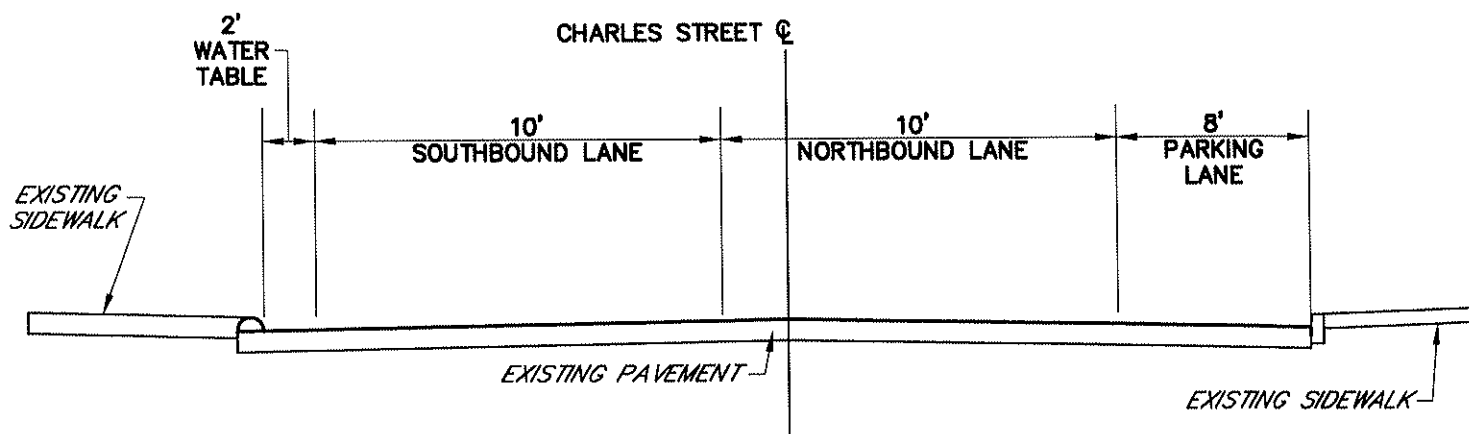 2'
WATER
TABLE
CHARLES STREET ℄
10'
SOUTHBOUND LANE
10'
NORTHBOUND LANE
8'
PARKING
LANE
EXISTING
SIDEWALK
EXISTING PAVEMENT
EXISTING SIDEWALK